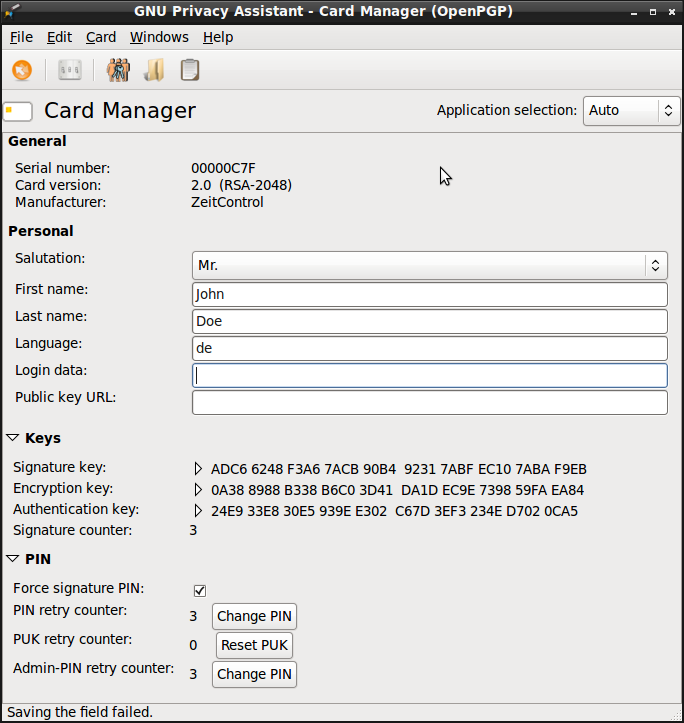 GNU Privacy Assistant - Card Manager (OpenPGP)
File Edit Card Windows Help
Card Manager Application selection: Auto
General
Serial number: 00000C7F
Card version: 2.0 (RSA-2048)
Manufacturer: ZeitControl
Personal
Salutation: Mr.
First name: John
Last name: Doe
Language: de
Login data:
Public key URL:
Keys
Signature key: ADC6 6248 F3A6 7ACB 90B4 9231 7ABF EC10 7ABA F9EB
Encryption key: 0A38 8988 B338 B6C0 3D41 DA1D EC9E 7398 59FA EA84
Authentication key: 24E9 33E8 30E5 939E E302 C67D 3EF3 234E D702 0CA5
Signature counter: 3
PIN
Force signature PIN:
PIN retry counter: 3 Change PIN
PUK retry counter: 0 Reset PUK
Admin-PIN retry counter: 3 Change PIN
Saving the field failed.